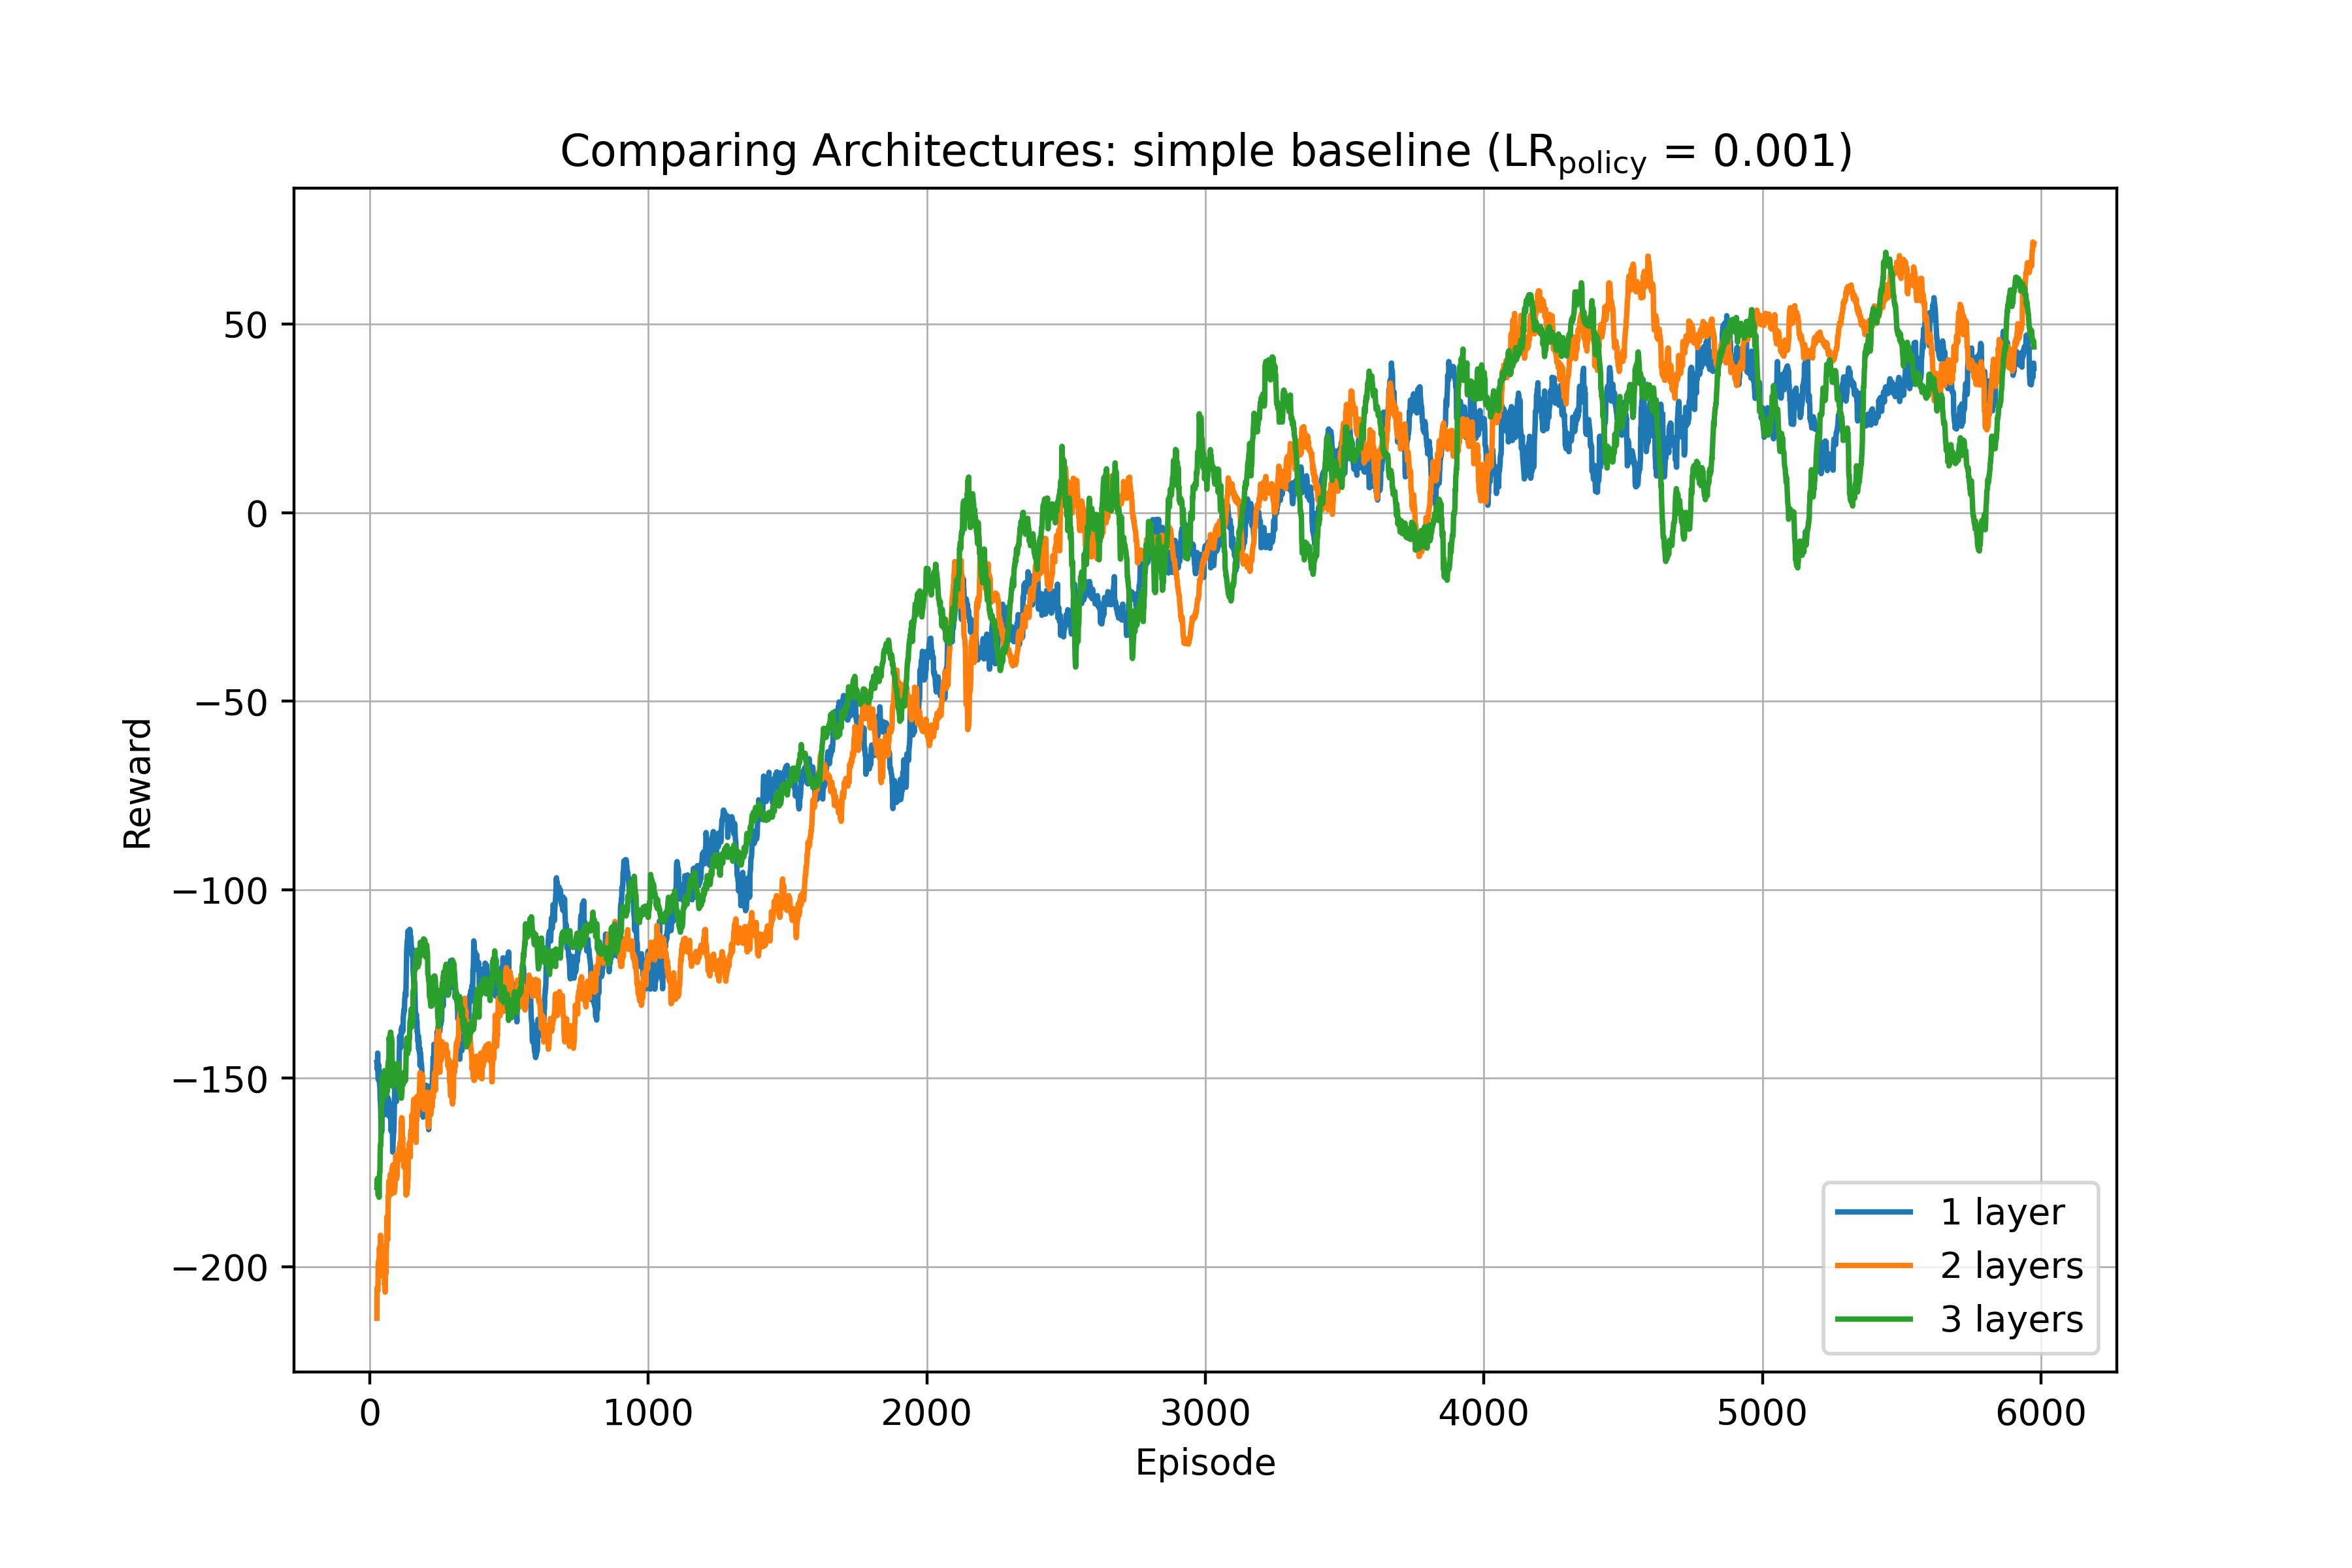 Comparing Architectures: simple baseline (LRpolicy = 0.001)
Reward
50
0
−50
−100
−150
−200
0 1000 2000 3000 4000 5000 6000
Episode
1 layer
2 layers
3 layers